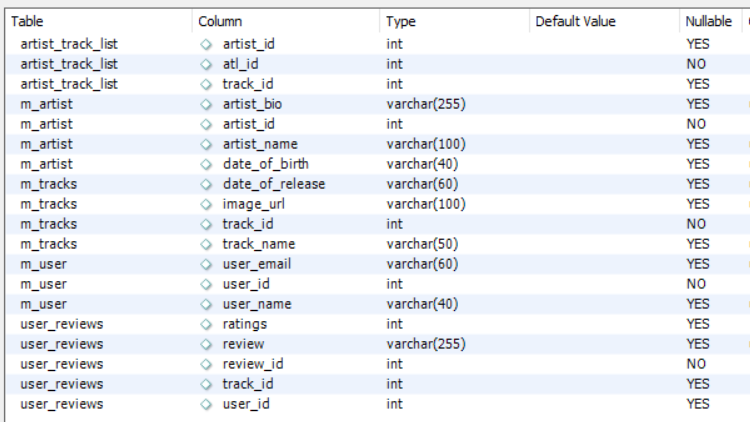 Table Column Type Default Value Nullable
artist_track_list artist_id int YES
artist_track_list atl_id int NO
artist_track_list track_id int YES
m_artist artist_bio varchar(255) YES
m_artist artist_id int NO
m_artist artist_name varchar(100) YES
m_artist date_of_birth varchar(40) YES
m_tracks date_of_release varchar(60) YES
m_tracks image_url varchar(100) YES
m_tracks track_id int NO
m_tracks track_name varchar(50) YES
m_user user_email varchar(60) YES
m_user user_id int NO
m_user user_name varchar(40) YES
user_reviews ratings int YES
user_reviews review varchar(255) YES
user_reviews review_id int NO
user_reviews track_id int YES
user_reviews user_id int YES